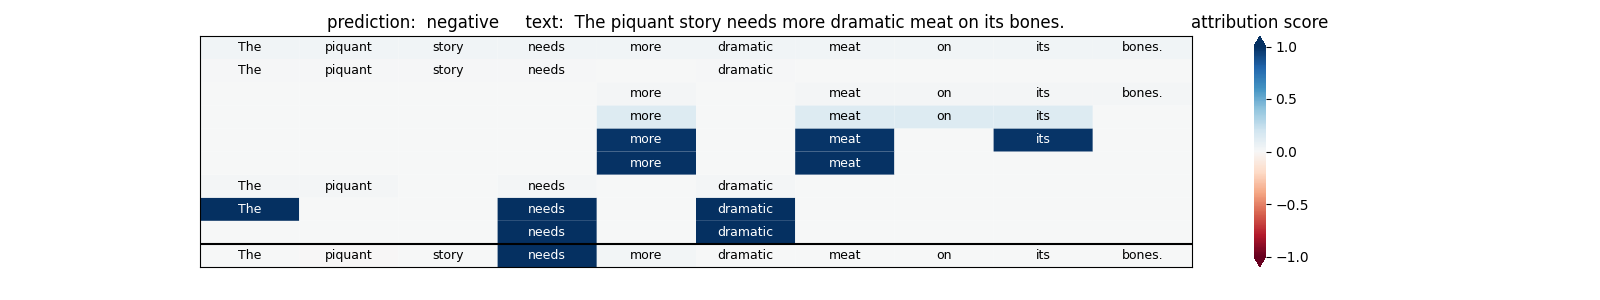 prediction: negative text: The piquant story needs more dramatic meat on its bones. attribution score
The piquant story needs more dramatic meat on its bones. 1.0
The piquant story needs dramatic
more meat on its bones.
more meat on its 0.5
more meat its
more meat 0.0
The piquant needs dramatic
The needs dramatic −0.5
needs dramatic
The piquant story needs more dramatic meat on its bones. −1.0